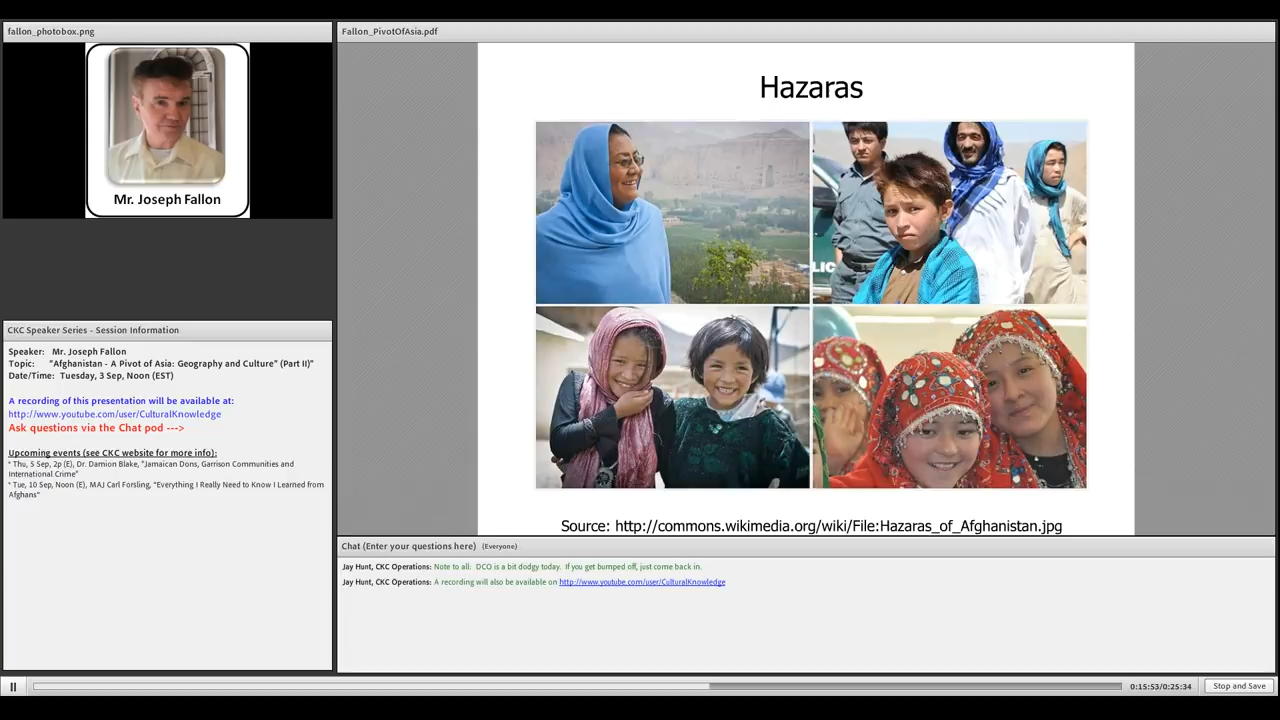 fallon_photobox.png
Mr. Joseph Fallon
CKC Speaker Series - Session Information
Speaker: Mr. Joseph Fallon
Topic: "Afghanistan - A Pivot of Asia: Geography and Culture" (Part II)"
Date/Time: Tuesday, 3 Sep, Noon (EST)
A recording of this presentation will be available at:
http://www.youtube.com/user/CulturalKnowledge
Ask questions via the Chat pod --->
Upcoming events (see CKC website for more info):
* Thu, 5 Sep, 2p (E), Dr. Damion Blake, "Jamaican Dons, Garrison Communities and
International Crime"
* Tue, 10 Sep, Noon (E), MAJ Carl Forsling, "Everything I Really Need to Know I Learned from
Afghans"
Fallon_PivotOfAsia.pdf
Hazaras
LIC
Source: http://commons.wikimedia.org/wiki/File:Hazaras_of_Afghanistan.jpg
Chat (Enter your questions here) (Everyone)
Jay Hunt, CKC Operations: Note to all: DCO is a bit dodgy today. If you get bumped off, just come back in.
Jay Hunt, CKC Operations: A recording will also be available on http://www.youtube.com/user/CulturalKnowledge
0:15:53/0:25:34
Stop and Save